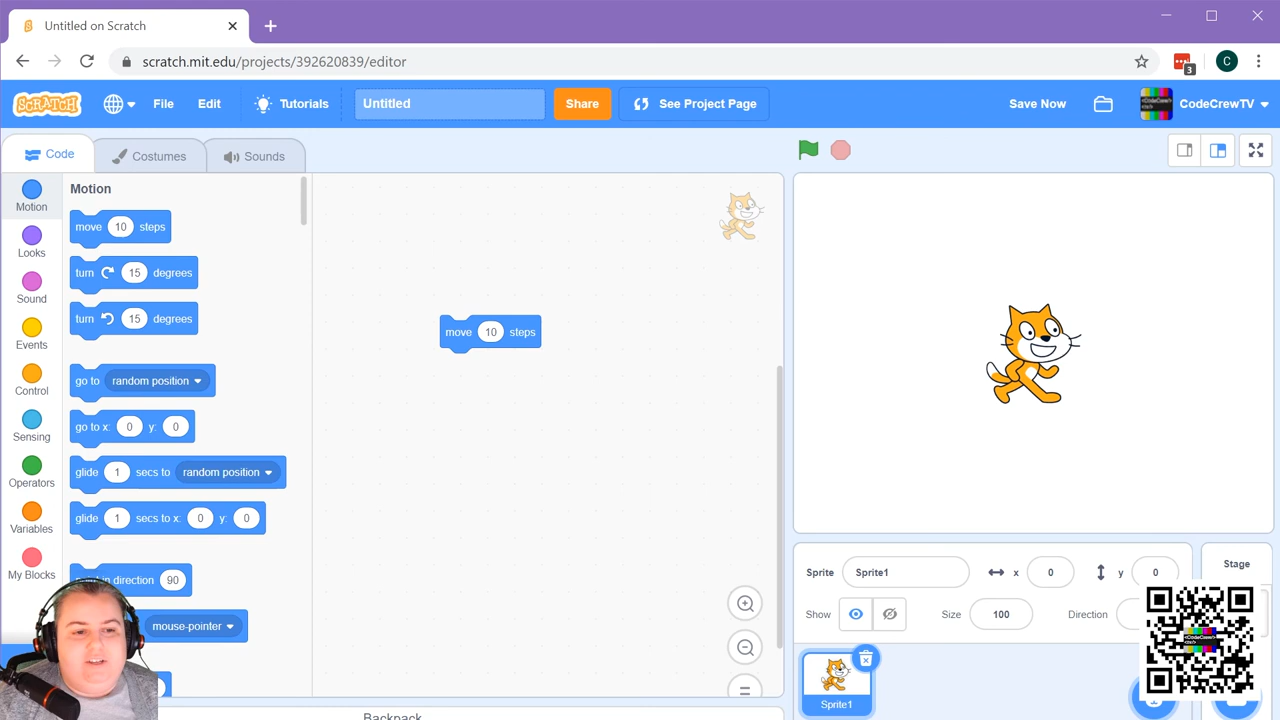 Untitled on Scratch
scratch.mit.edu/projects/392620839/editor
3
C
SCRATCH
File
Edit
Tutorials
Untitled
Share
See Project Page
Save Now
CodeCrewTV
Code
Costumes
Sounds
Motion
Looks
Sound
Events
Control
Sensing
Operators
Variables
My Blocks
Motion
move 10 steps
turn 15 degrees
turn 15 degrees
go to random position
go to x: 0 y: 0
glide 1 secs to random position
glide 1 secs to x: 0 y: 0
in direction 90
mouse-pointer
move 10 steps
Backpack
Sprite
Sprite1
x
0
y
0
Show
Size
100
Direction
Sprite1
Stage